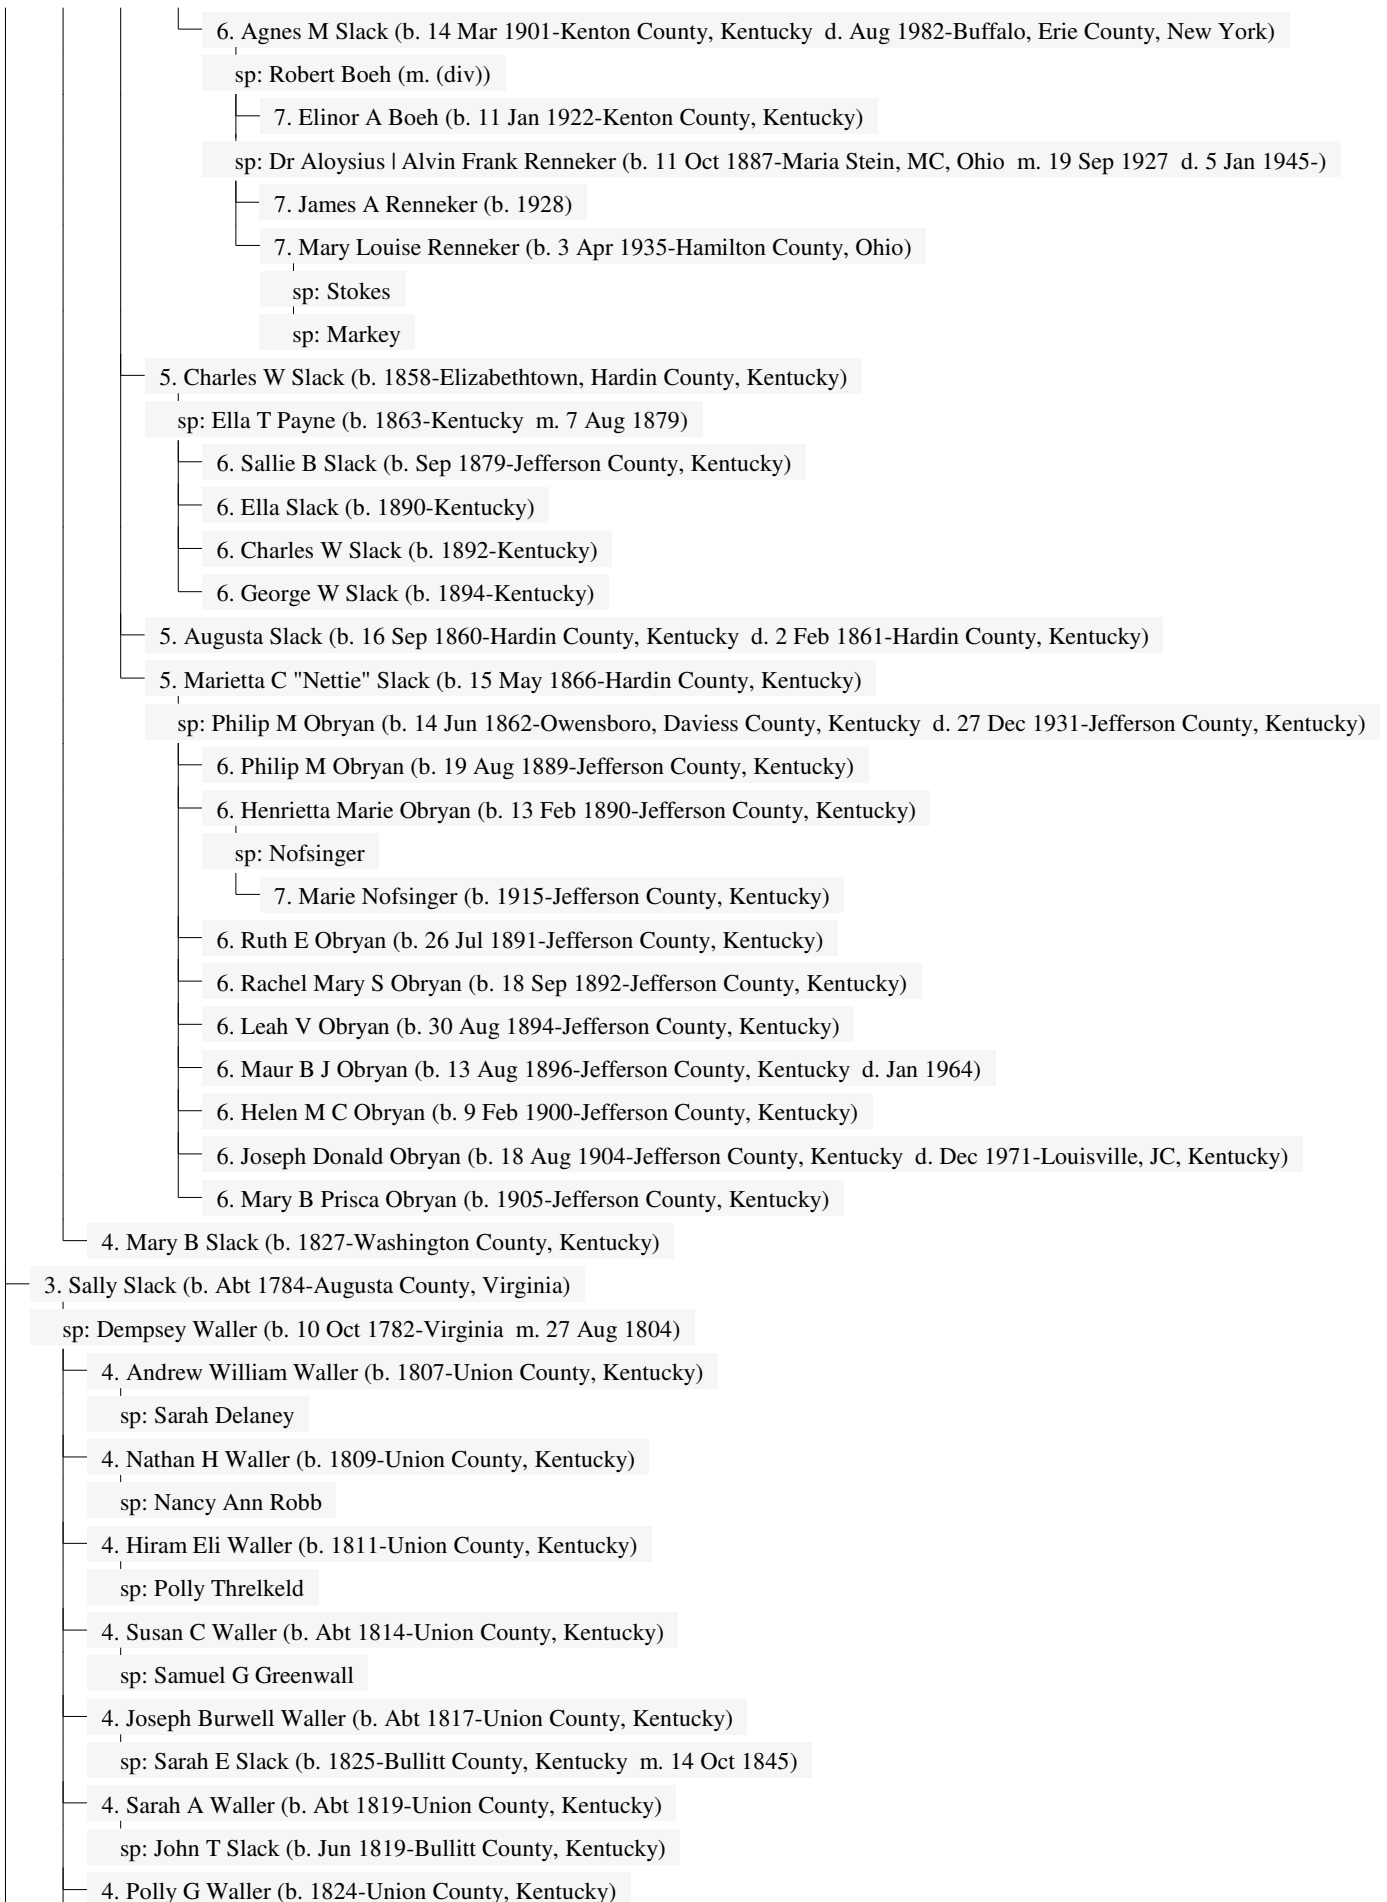 6. Agnes M Slack (b. 14 Mar 1901-Kenton County, Kentucky d. Aug 1982-Buffalo, Erie County, New York)
sp: Robert Boeh (m. (div))
7. Elinor A Boeh (b. 11 Jan 1922-Kenton County, Kentucky)
sp: Dr Aloysius | Alvin Frank Renneker (b. 11 Oct 1887-Maria Stein, MC, Ohio m. 19 Sep 1927 d. 5 Jan 1945-)
7. James A Renneker (b. 1928)
7. Mary Louise Renneker (b. 3 Apr 1935-Hamilton County, Ohio)
sp: Stokes
sp: Markey
5. Charles W Slack (b. 1858-Elizabethtown, Hardin County, Kentucky)
sp: Ella T Payne (b. 1863-Kentucky m. 7 Aug 1879)
6. Sallie B Slack (b. Sep 1879-Jefferson County, Kentucky)
6. Ella Slack (b. 1890-Kentucky)
6. Charles W Slack (b. 1892-Kentucky)
6. George W Slack (b. 1894-Kentucky)
5. Augusta Slack (b. 16 Sep 1860-Hardin County, Kentucky d. 2 Feb 1861-Hardin County, Kentucky)
5. Marietta C "Nettie" Slack (b. 15 May 1866-Hardin County, Kentucky)
sp: Philip M Obryan (b. 14 Jun 1862-Owensboro, Daviess County, Kentucky d. 27 Dec 1931-Jefferson County, Kentucky)
6. Philip M Obryan (b. 19 Aug 1889-Jefferson County, Kentucky)
6. Henrietta Marie Obryan (b. 13 Feb 1890-Jefferson County, Kentucky)
sp: Nofsinger
7. Marie Nofsinger (b. 1915-Jefferson County, Kentucky)
6. Ruth E Obryan (b. 26 Jul 1891-Jefferson County, Kentucky)
6. Rachel Mary S Obryan (b. 18 Sep 1892-Jefferson County, Kentucky)
6. Leah V Obryan (b. 30 Aug 1894-Jefferson County, Kentucky)
6. Maur B J Obryan (b. 13 Aug 1896-Jefferson County, Kentucky d. Jan 1964)
6. Helen M C Obryan (b. 9 Feb 1900-Jefferson County, Kentucky)
6. Joseph Donald Obryan (b. 18 Aug 1904-Jefferson County, Kentucky d. Dec 1971-Louisville, JC, Kentucky)
6. Mary B Prisca Obryan (b. 1905-Jefferson County, Kentucky)
4. Mary B Slack (b. 1827-Washington County, Kentucky)
3. Sally Slack (b. Abt 1784-Augusta County, Virginia)
sp: Dempsey Waller (b. 10 Oct 1782-Virginia m. 27 Aug 1804)
4. Andrew William Waller (b. 1807-Union County, Kentucky)
sp: Sarah Delaney
4. Nathan H Waller (b. 1809-Union County, Kentucky)
sp: Nancy Ann Robb
4. Hiram Eli Waller (b. 1811-Union County, Kentucky)
sp: Polly Threlkeld
4. Susan C Waller (b. Abt 1814-Union County, Kentucky)
sp: Samuel G Greenwall
4. Joseph Burwell Waller (b. Abt 1817-Union County, Kentucky)
sp: Sarah E Slack (b. 1825-Bullitt County, Kentucky m. 14 Oct 1845)
4. Sarah A Waller (b. Abt 1819-Union County, Kentucky)
sp: John T Slack (b. Jun 1819-Bullitt County, Kentucky)
4. Polly G Waller (b. 1824-Union County, Kentucky)